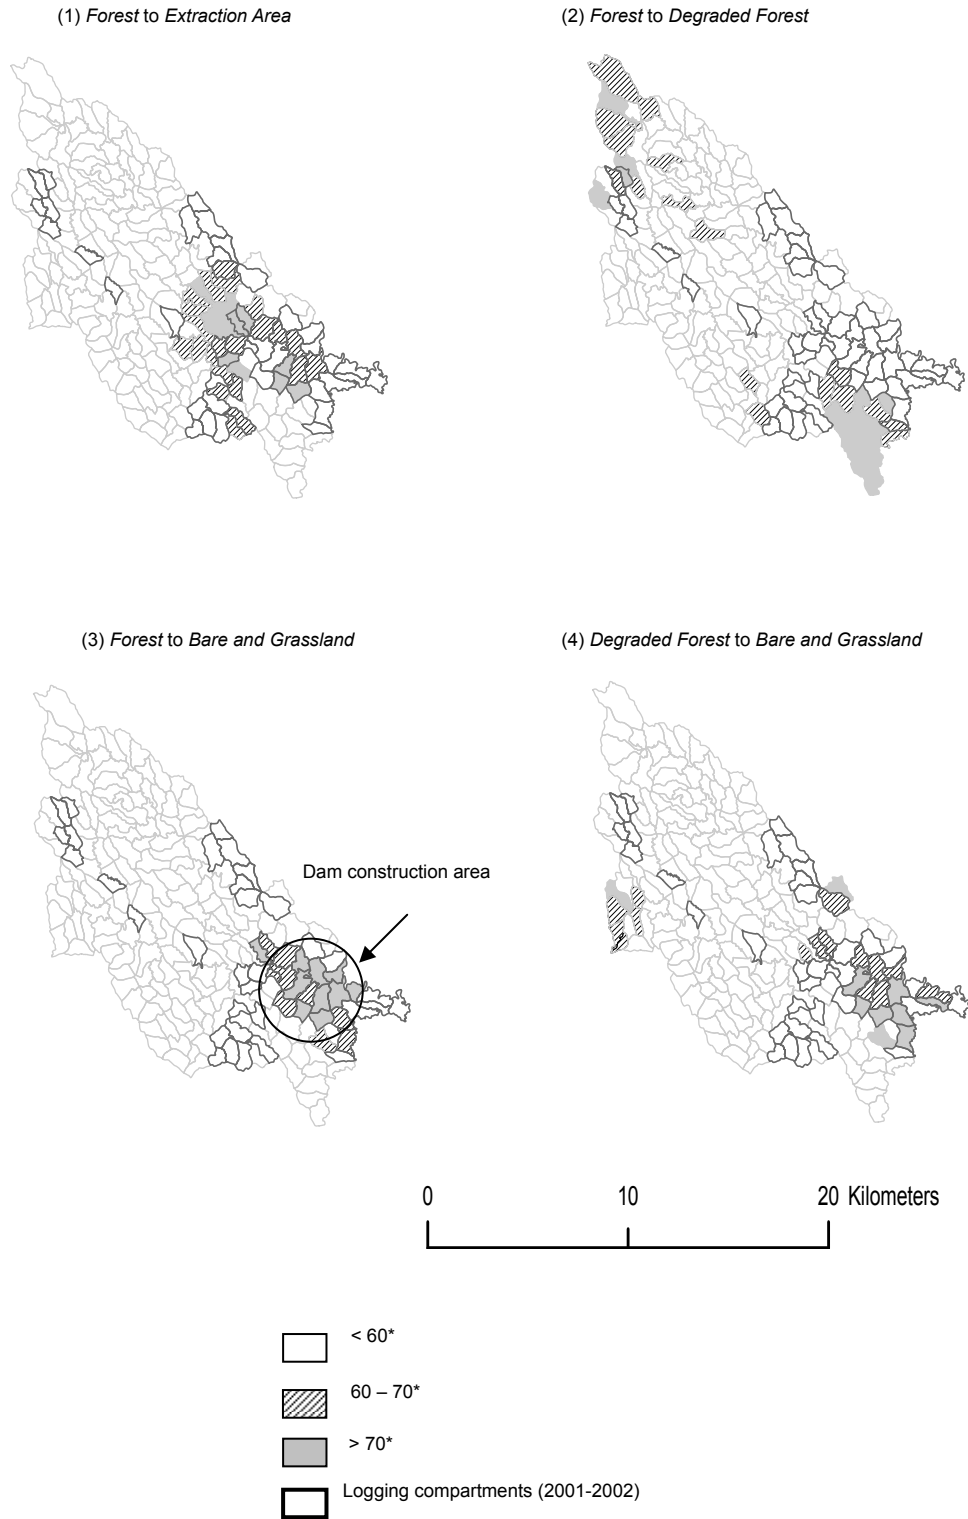 (1) Forest to Extraction Area
(2) Forest to Degraded Forest
(3) Forest to Bare and Grassland
(4) Degraded Forest to Bare and Grassland
Dam construction area
0 10 20 Kilometers
< 60*
60 – 70*
> 70*
Logging compartments (2001-2002)